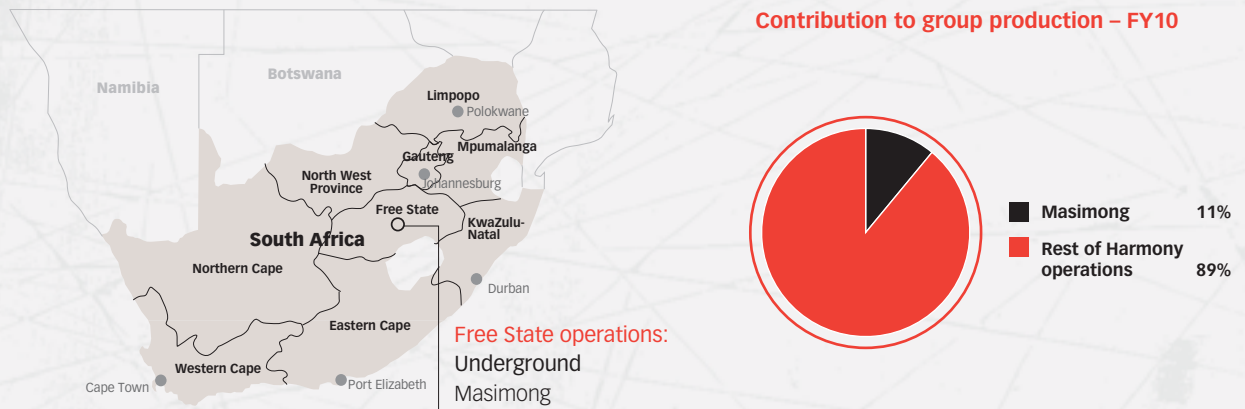 Contribution to group production – FY10
Namibia
Botswana
Limpopo
Polokwane
Mpumalanga
Gauteng
Johannesburg
North West
Province
Free State
KwaZulu-
Natal
South Africa
Northern Cape
Durban
Eastern Cape
Western Cape
Cape Town
Port Elizabeth
Free State operations:
Underground
Masimong
Masimong 11%
Rest of Harmony
operations 89%